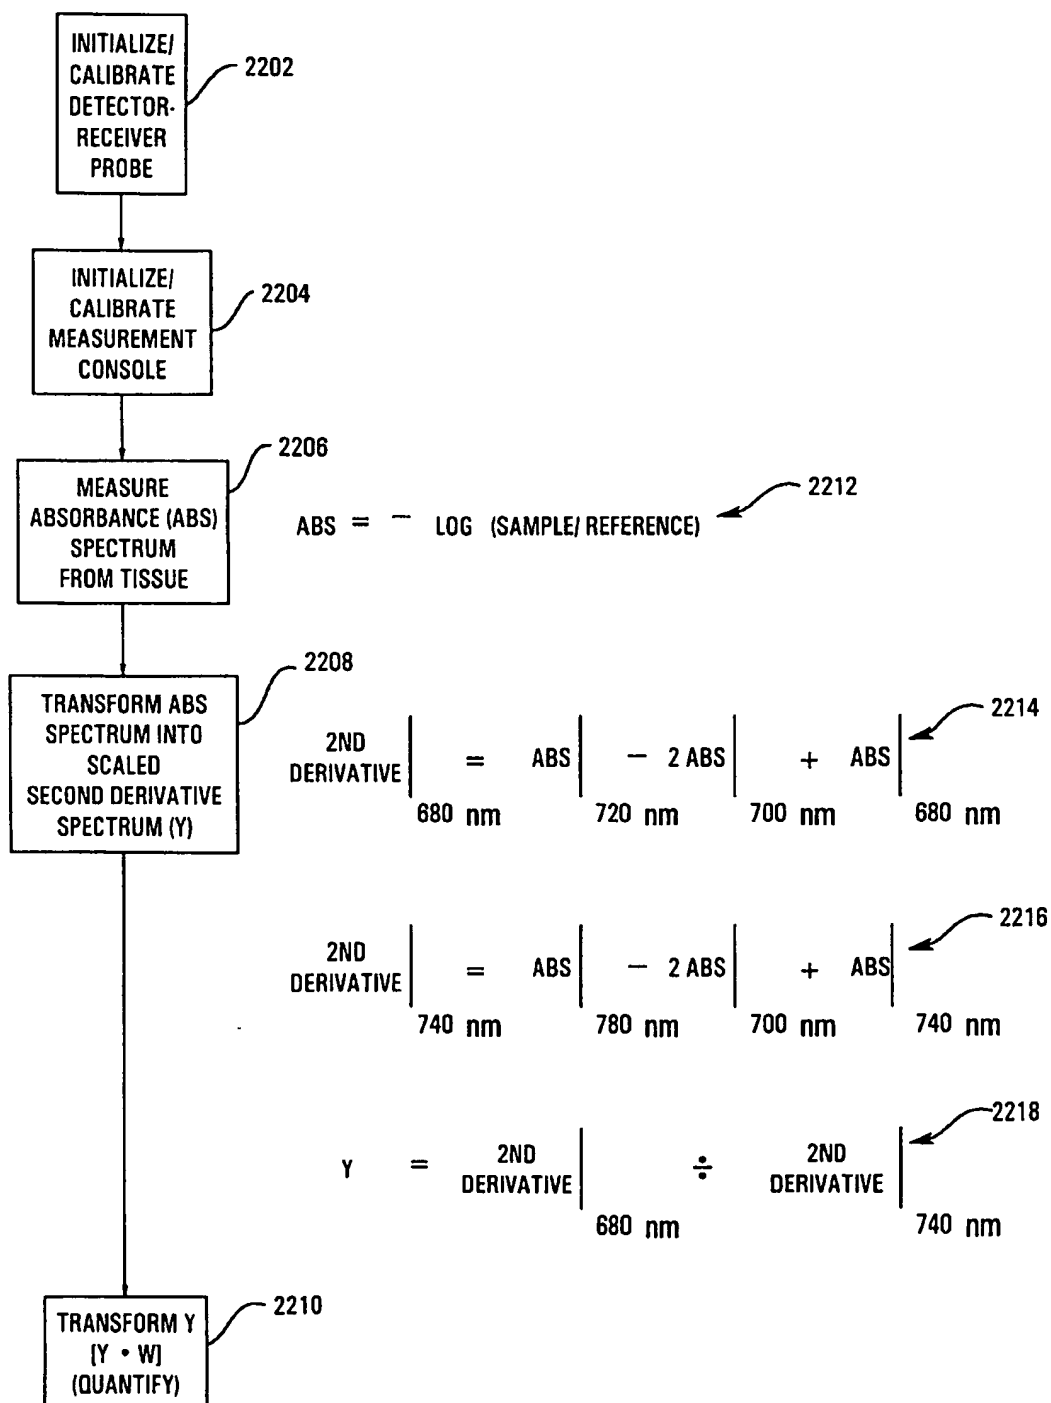 INITIALIZE/
CALIBRATE
DETECTOR-
RECEIVER
PROBE
2202
INITIALIZE/
CALIBRATE
MEASUREMENT
CONSOLE
2204
MEASURE
ABSORBANCE (ABS)
SPECTRUM
FROM TISSUE
2206
ABS = − LOG (SAMPLE/ REFERENCE)
2212
TRANSFORM ABS
SPECTRUM INTO
SCALED
SECOND DERIVATIVE
SPECTRUM (Y)
2208
2ND
DERIVATIVE| = ABS| − 2 ABS| + ABS|
680 nm 720 nm 700 nm 680 nm
2214
2ND
DERIVATIVE| = ABS| − 2 ABS| + ABS|
740 nm 780 nm 700 nm 740 nm
2216
Y = 2ND DERIVATIVE| ÷ 2ND DERIVATIVE|
680 nm 740 nm
2218
TRANSFORM Y
[Y • W]
(QUANTIFY)
2210